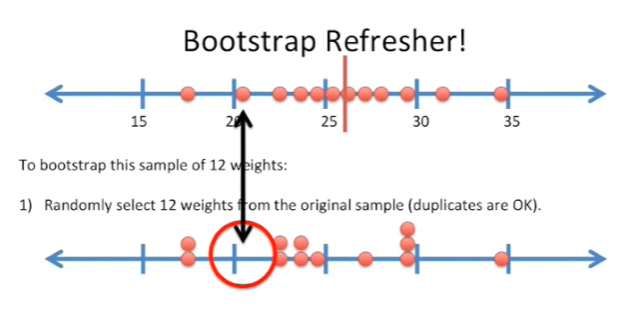 Bootstrap Refresher!
15 20 25 30 35
To bootstrap this sample of 12 weights:
1) Randomly select 12 weights from the original sample (duplicates are OK).